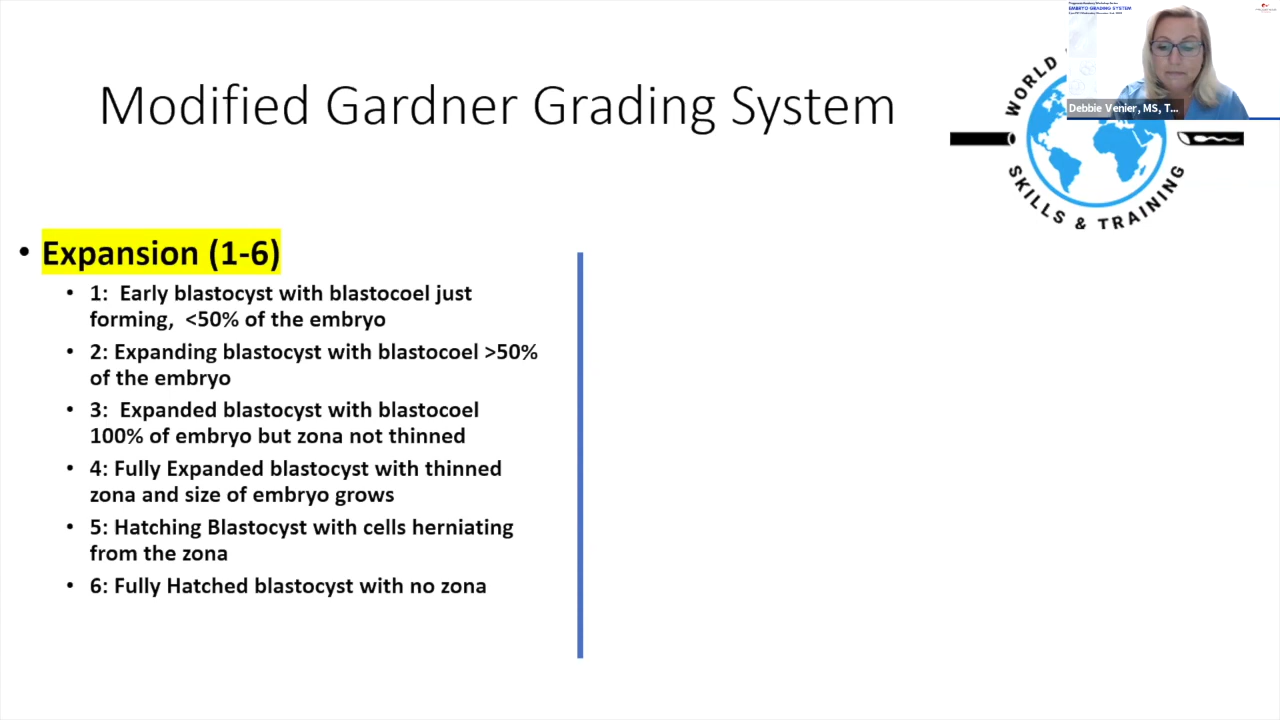 EMBRYO GRADING SYSTEM
Debbie Venier, MS, T...
Modified Gardner Grading System
WORLD
SKILLS & TRAINING
• Expansion (1-6)
• 1: Early blastocyst with blastocoel just
forming, <50% of the embryo
• 2: Expanding blastocyst with blastocoel >50%
of the embryo
• 3: Expanded blastocyst with blastocoel
100% of embryo but zona not thinned
• 4: Fully Expanded blastocyst with thinned
zona and size of embryo grows
• 5: Hatching Blastocyst with cells herniating
from the zona
• 6: Fully Hatched blastocyst with no zona